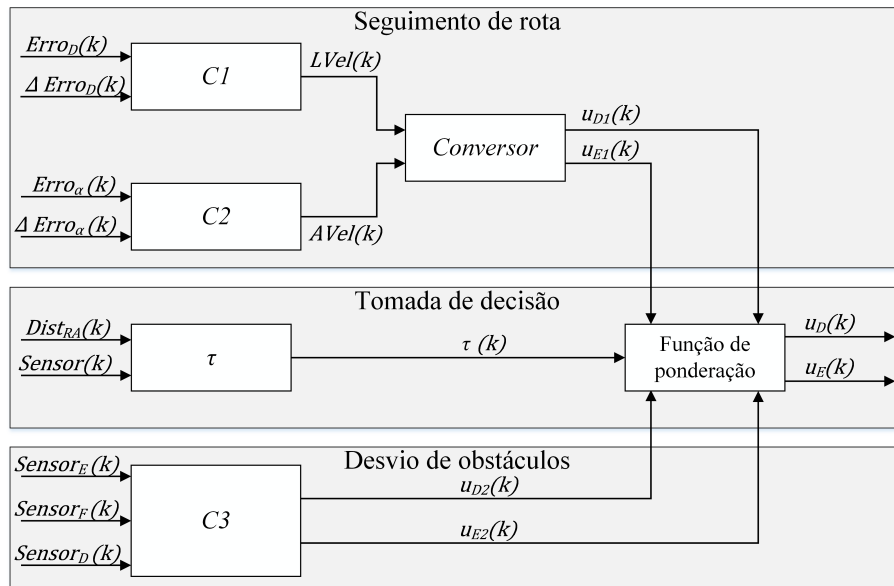 Seguimento de rota
Erro_D(k)
Δ Erro_D(k)
C1
LVel(k)
Conversor
u_D1(k)
u_E1(k)
Erro_α(k)
Δ Erro_α(k)
C2
AVel(k)
Tomada de decisão
Dist_RA(k)
Sensor(k)
τ
τ (k)
Função de
ponderação
u_D(k)
u_E(k)
Desvio de obstáculos
Sensor_E(k)
Sensor_F(k)
Sensor_D(k)
C3
u_D2(k)
u_E2(k)